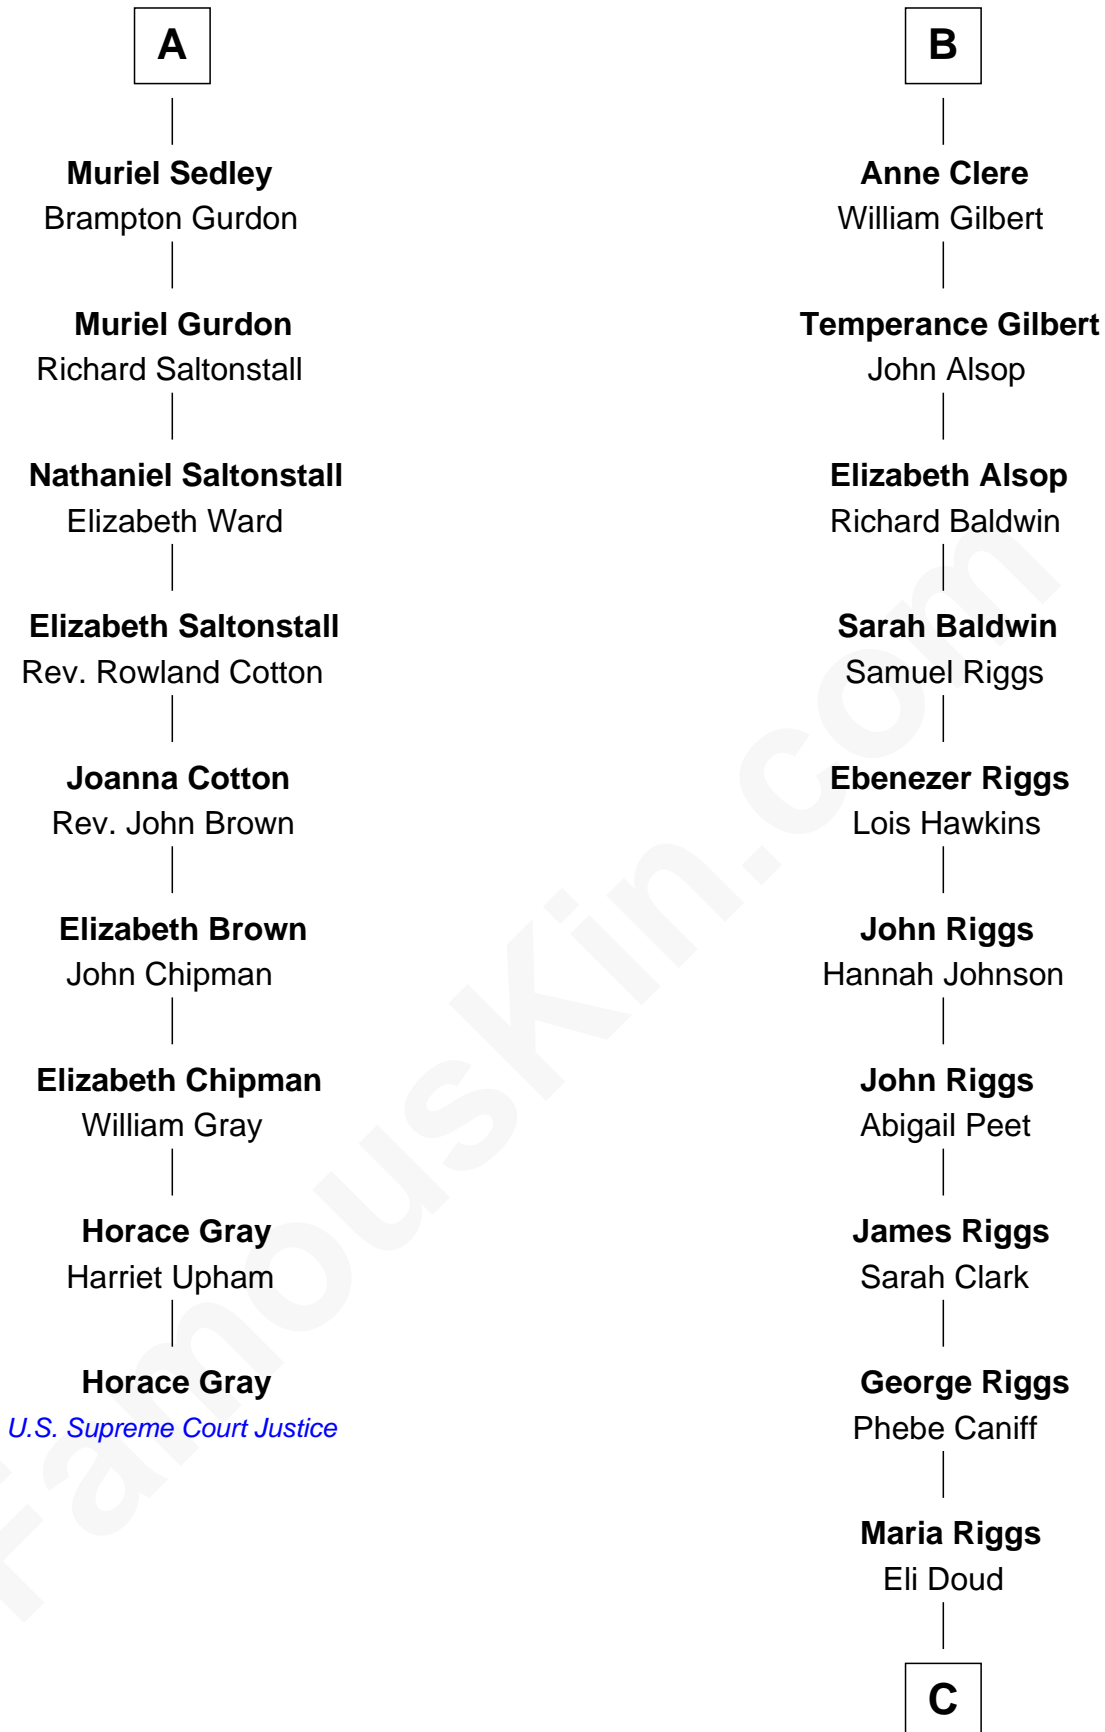 A
Muriel Sedley
Brampton Gurdon
Muriel Gurdon
Richard Saltonstall
Nathaniel Saltonstall
Elizabeth Ward
Elizabeth Saltonstall
Rev. Rowland Cotton
Joanna Cotton
Rev. John Brown
Elizabeth Brown
John Chipman
Elizabeth Chipman
William Gray
Horace Gray
Harriet Upham
Horace Gray
U.S. Supreme Court Justice
B
Anne Clere
William Gilbert
Temperance Gilbert
John Alsop
Elizabeth Alsop
Richard Baldwin
Sarah Baldwin
Samuel Riggs
Ebenezer Riggs
Lois Hawkins
John Riggs
Hannah Johnson
John Riggs
Abigail Peet
James Riggs
Sarah Clark
George Riggs
Phebe Caniff
Maria Riggs
Eli Doud
C
FamousKin.com